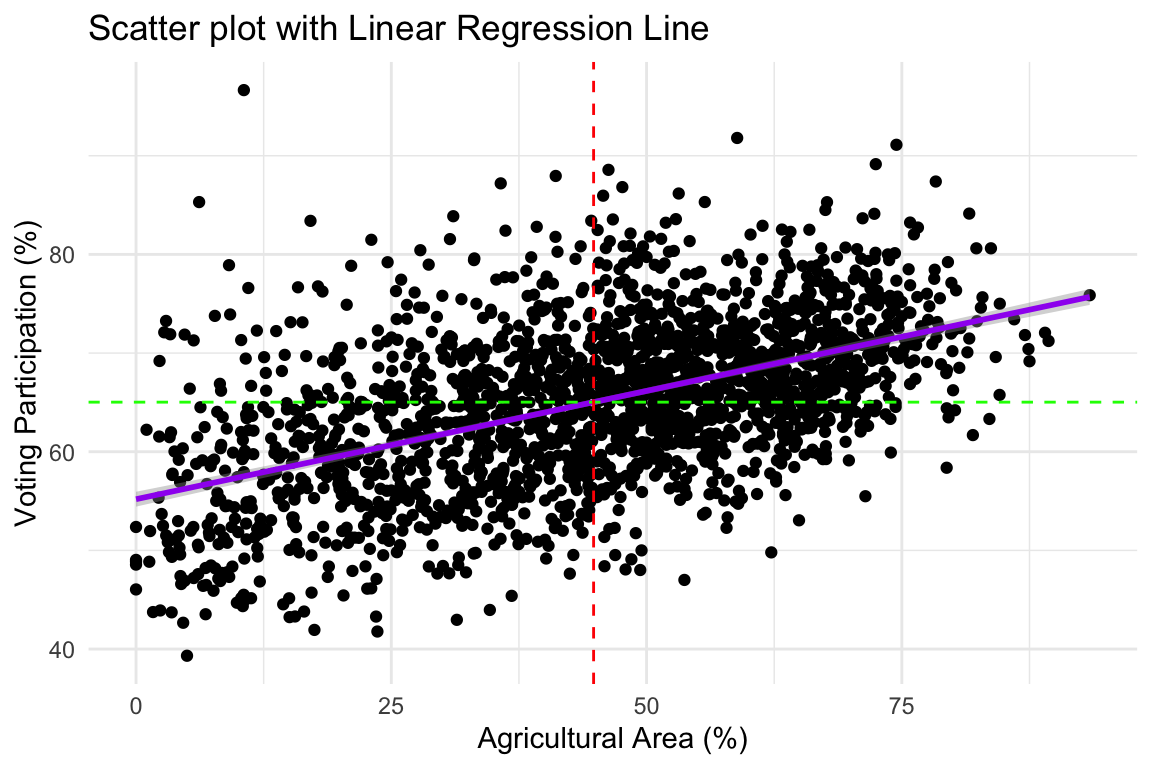 Scatter plot with Linear Regression Line
Voting Participation (%)
80
60
40
0 25 50 75
Agricultural Area (%)